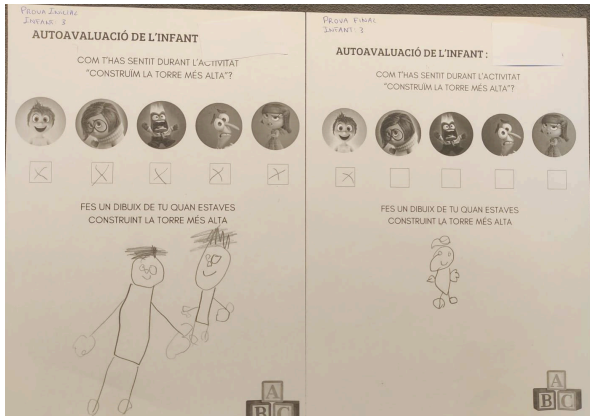 PROVA INICIAL
INFANT: 3
AUTOAVALUACIÓ DE L'INFANT
COM T'HAS SENTIT DURANT L'ACTIVITAT
"CONSTRUÏM LA TORRE MÉS ALTA"?
FES UN DIBUIX DE TU QUAN ESTAVES
CONSTRUINT LA TORRE MÉS ALTA
A
B C
PROVA FINAL
INFANT: 3
AUTOAVALUACIÓ DE L'INFANT :
COM T'HAS SENTIT DURANT L'ACTIVITAT
"CONSTRUÏM LA TORRE MÉS ALTA"?
FES UN DIBUIX DE TU QUAN ESTAVES
CONSTRUINT LA TORRE MÉS ALTA
A
B C